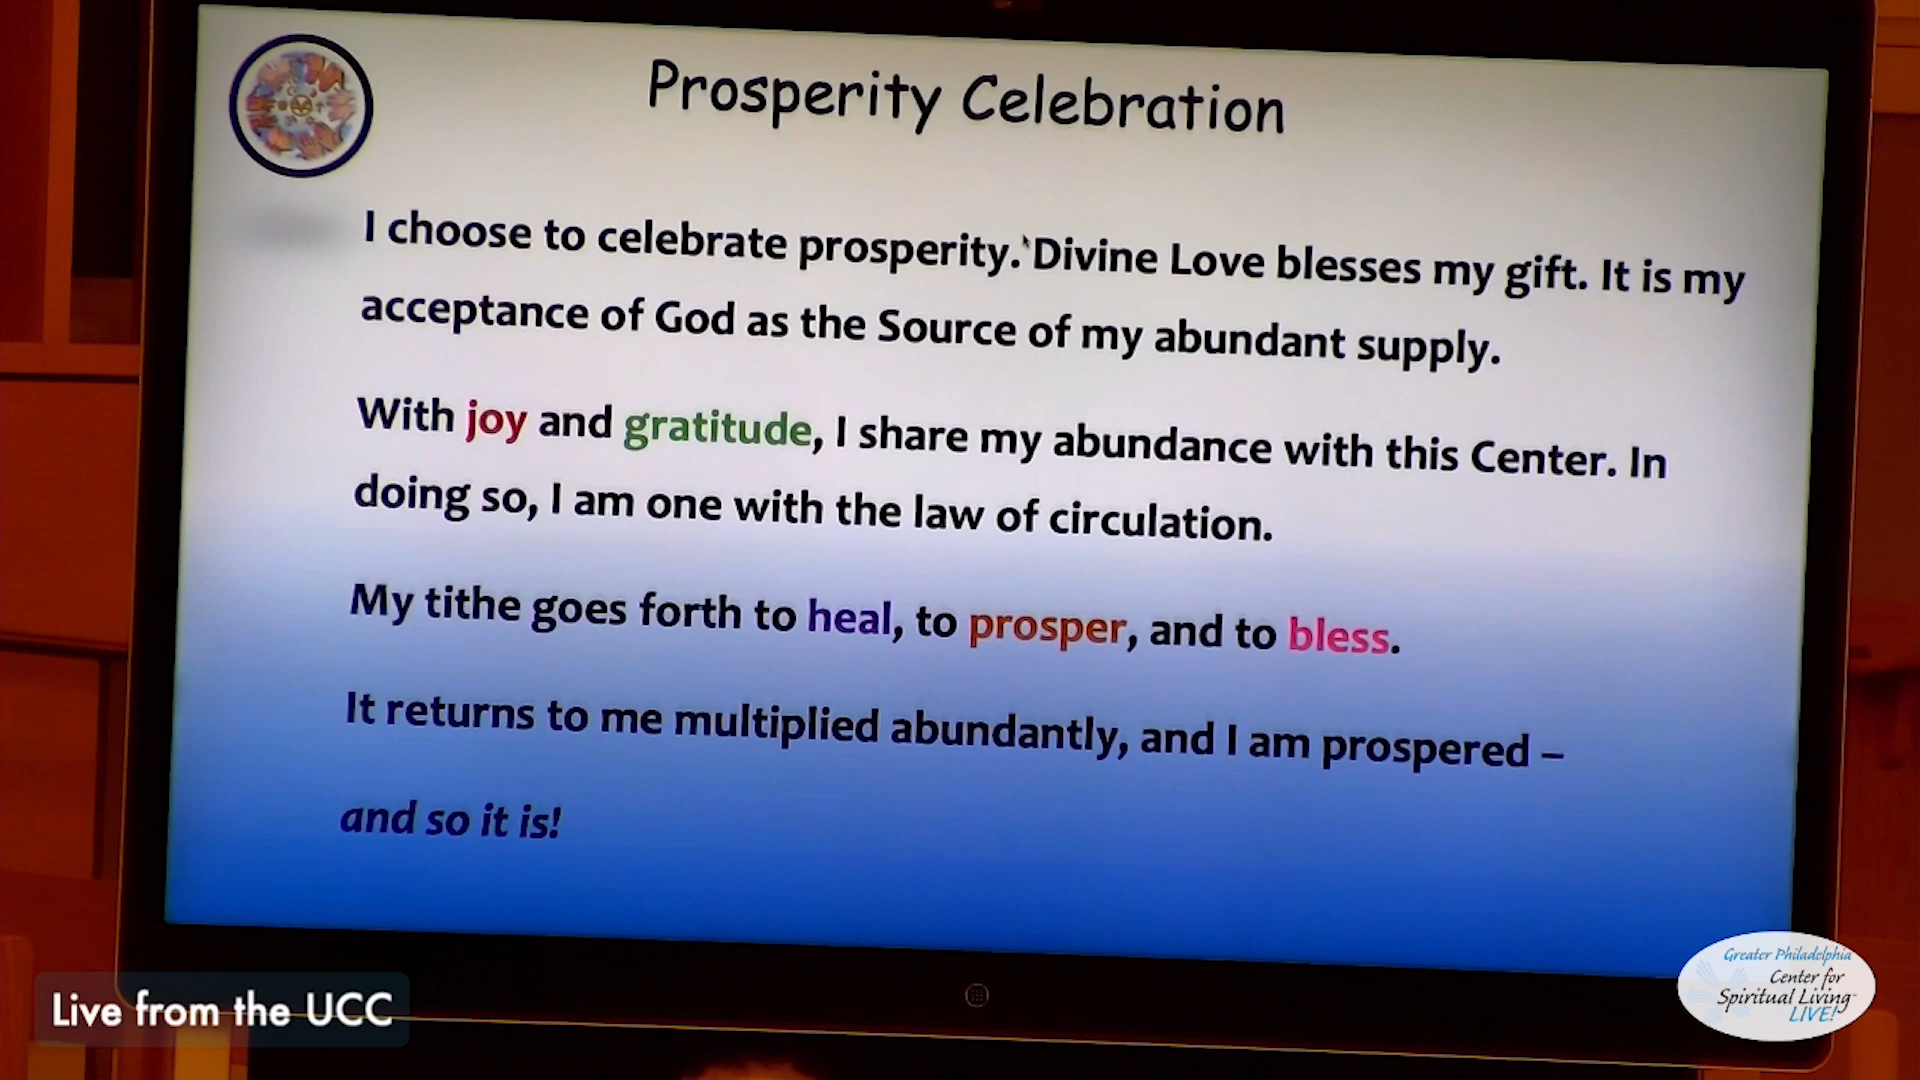 Prosperity Celebration
I choose to celebrate prosperity. Divine Love blesses my gift. It is my
acceptance of God as the Source of my abundant supply.
With joy and gratitude, I share my abundance with this Center. In
doing so, I am one with the law of circulation.
My tithe goes forth to heal, to prosper, and to bless.
It returns to me multiplied abundantly, and I am prospered –
and so it is!
Live from the UCC
Greater Philadelphia
Center for
Spiritual Living™
LIVE!